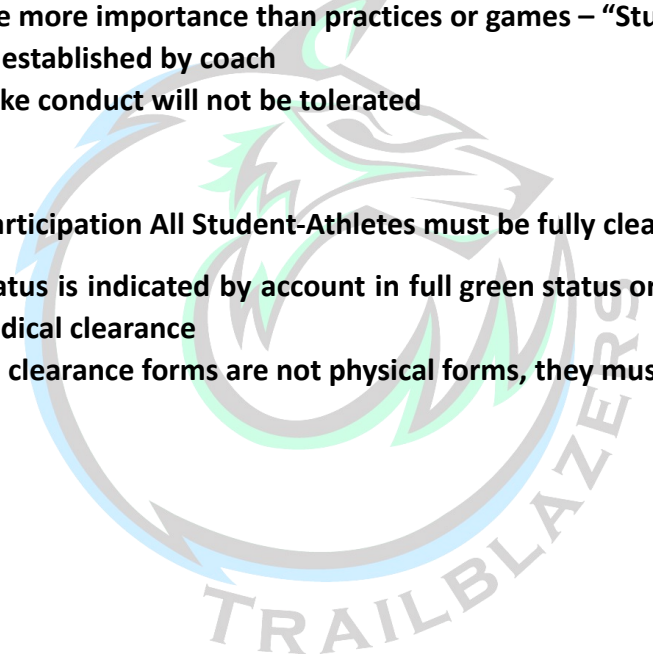 e more importance than practices or games – “Stu
established by coach
ke conduct will not be tolerated
articipation All Student-Athletes must be fully clea
atus is indicated by account in full green status or
dical clearance
clearance forms are not physical forms, they mus
TRAILBLAZERS